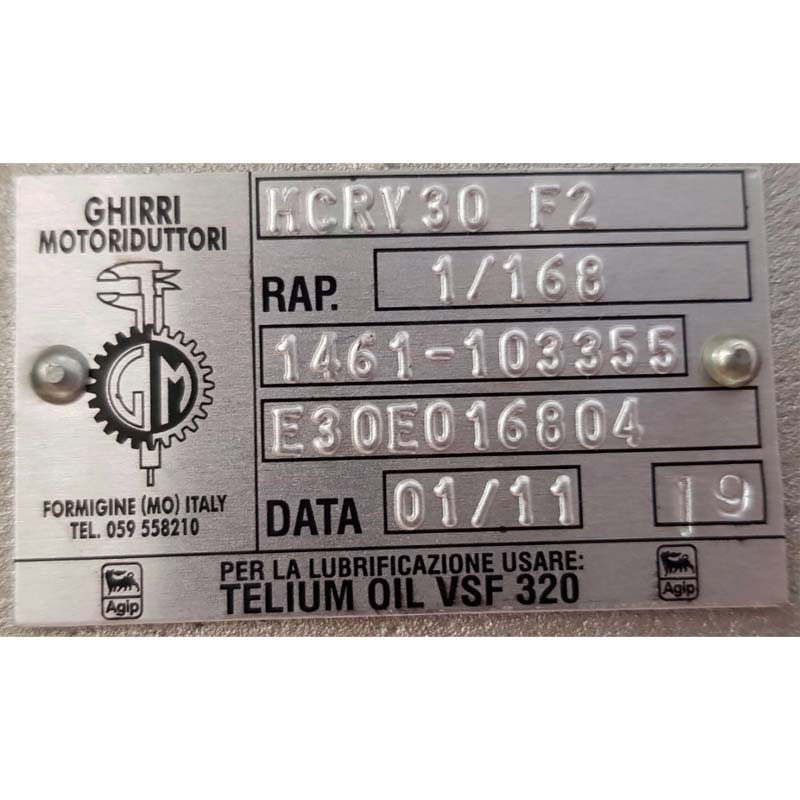 GHIRRI
MOTORIDUTTORI
GM
FORMIGINE (MO) ITALY
TEL. 059 558210
MCRV30 F2
RAP. 1/168
1461-103355
E30E016804
DATA 01/11 19
PER LA LUBRIFICAZIONE USARE:
TELIUM OIL VSF 320
Agip
Agip